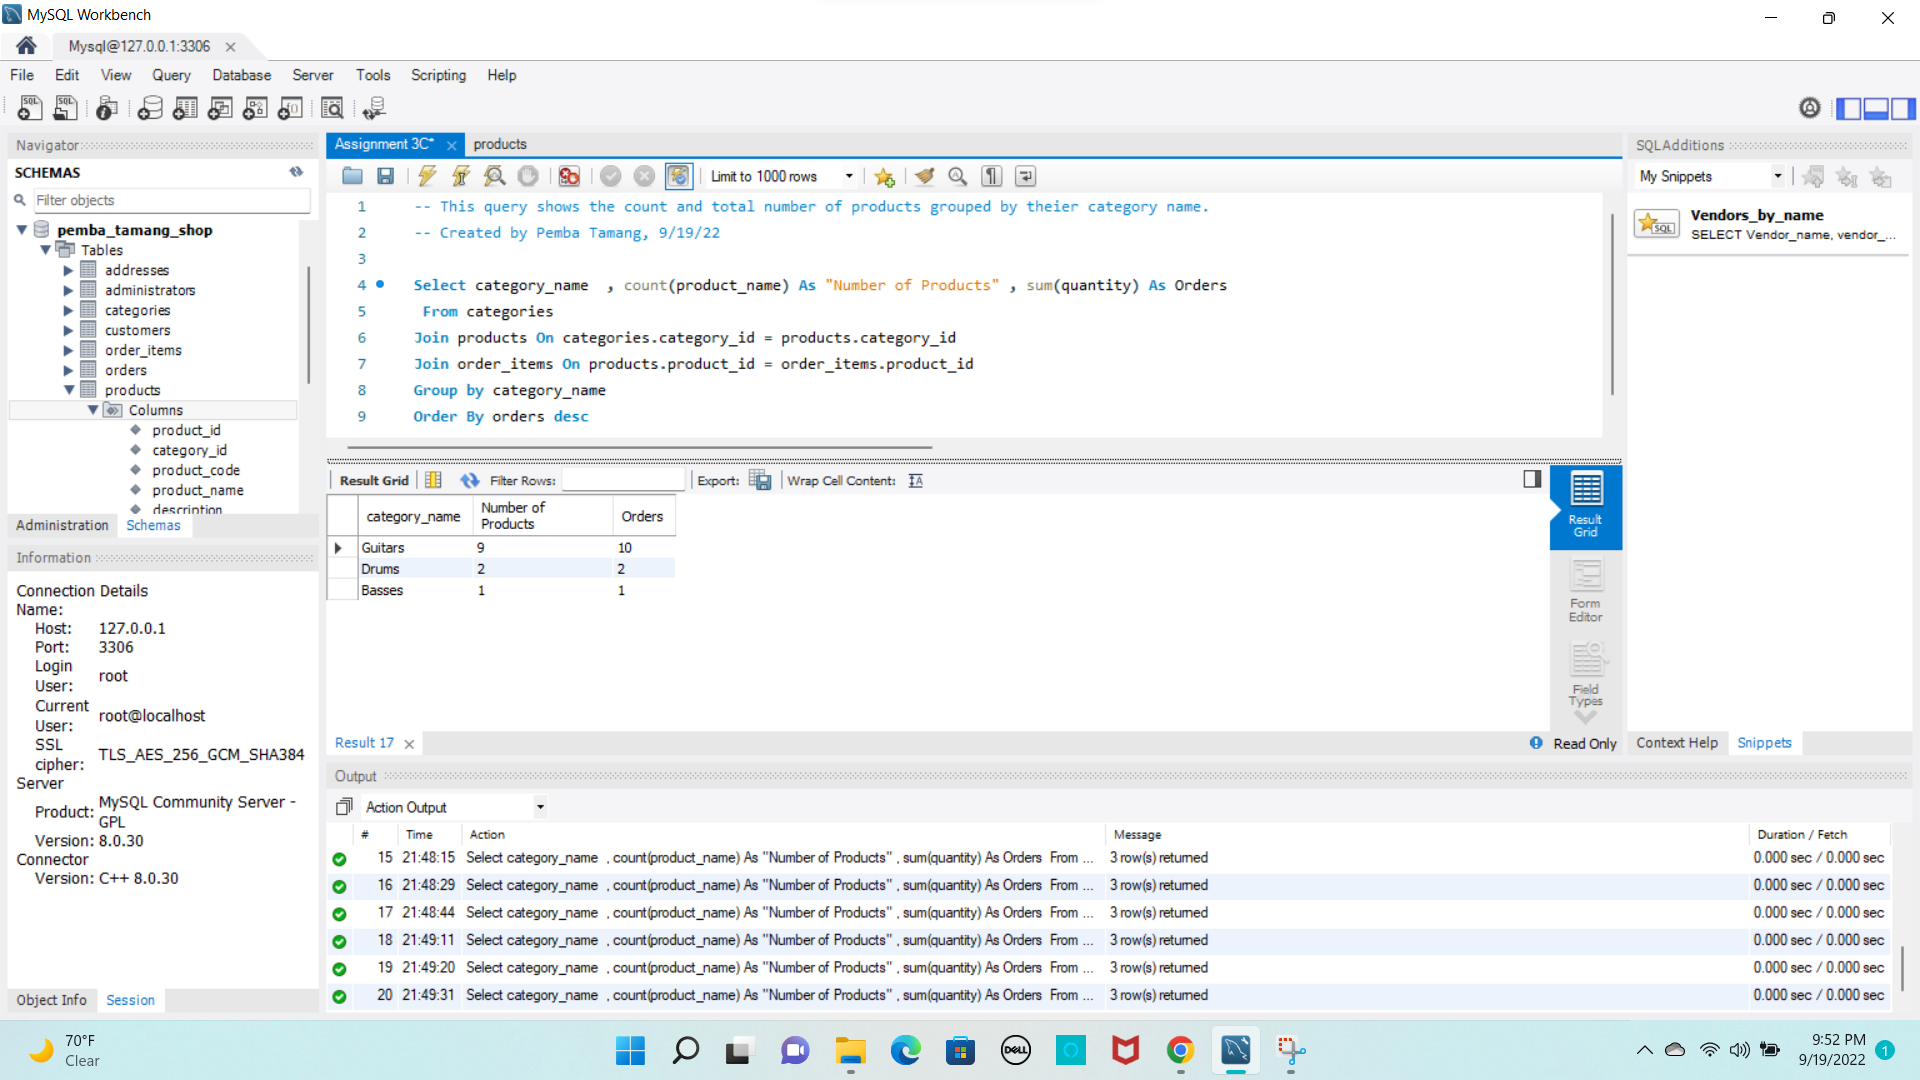 MySQL Workbench
Mysql@127.0.0.1:3306
File Edit View Query Database Server Tools Scripting Help
Navigator
SCHEMAS
Filter objects
pemba_tamang_shop
Tables
addresses
administrators
categories
customers
order_items
orders
products
Columns
product_id
category_id
product_code
product_name
description
Administration Schemas
Information
Connection Details
Name:
Host: 127.0.0.1
Port: 3306
Login User: root
Current User: root@localhost
SSL cipher: TLS_AES_256_GCM_SHA384
Server
Product: MySQL Community Server - GPL
Version: 8.0.30
Connector
Version: C++ 8.0.30
Object Info Session
Assignment 3C* products
Limit to 1000 rows
1 -- This query shows the count and total number of products grouped by theier category name.
2 -- Created by Pemba Tamang, 9/19/22
3
4 Select category_name , count(product_name) As "Number of Products" , sum(quantity) As Orders
5 From categories
6 Join products On categories.category_id = products.category_id
7 Join order_items On products.product_id = order_items.product_id
8 Group by category_name
9 Order By orders desc
Result Grid Filter Rows: Export: Wrap Cell Content:
category_name Number of Products Orders
Guitars 9 10
Drums 2 2
Basses 1 1
Result Grid
Form Editor
Field Types
Result 17 Read Only
Output
Action Output
# Time Action Message Duration / Fetch
15 21:48:15 Select category_name , count(product_name) As "Number of Products" , sum(quantity) As Orders From ... 3 row(s) returned 0.000 sec / 0.000 sec
16 21:48:29 Select category_name , count(product_name) As "Number of Products" , sum(quantity) As Orders From ... 3 row(s) returned 0.000 sec / 0.000 sec
17 21:48:44 Select category_name , count(product_name) As "Number of Products" , sum(quantity) As Orders From ... 3 row(s) returned 0.000 sec / 0.000 sec
18 21:49:11 Select category_name , count(product_name) As "Number of Products" , sum(quantity) As Orders From ... 3 row(s) returned 0.000 sec / 0.000 sec
19 21:49:20 Select category_name , count(product_name) As "Number of Products" , sum(quantity) As Orders From ... 3 row(s) returned 0.000 sec / 0.000 sec
20 21:49:31 Select category_name , count(product_name) As "Number of Products" , sum(quantity) As Orders From ... 3 row(s) returned 0.000 sec / 0.000 sec
SQLAdditions
My Snippets
SQL
Vendors_by_name
SELECT Vendor_name, vendor_...
Context Help Snippets
70°F
Clear
DELL
9:52 PM
9/19/2022
1